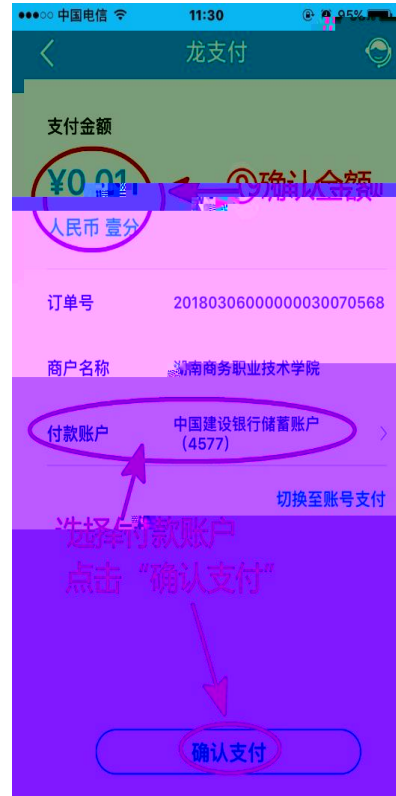 中国电信 11:30 95%
龙支付
支付金额
¥0.01 ①确认金额
人民币 壹分
订单号 20180306000000030070568
商户名称 湖南商务职业技术学院
付款账户 中国建设银行储蓄账户
(4577)
切换至账号支付
选择付款账户
点击“确认支付”
确认支付